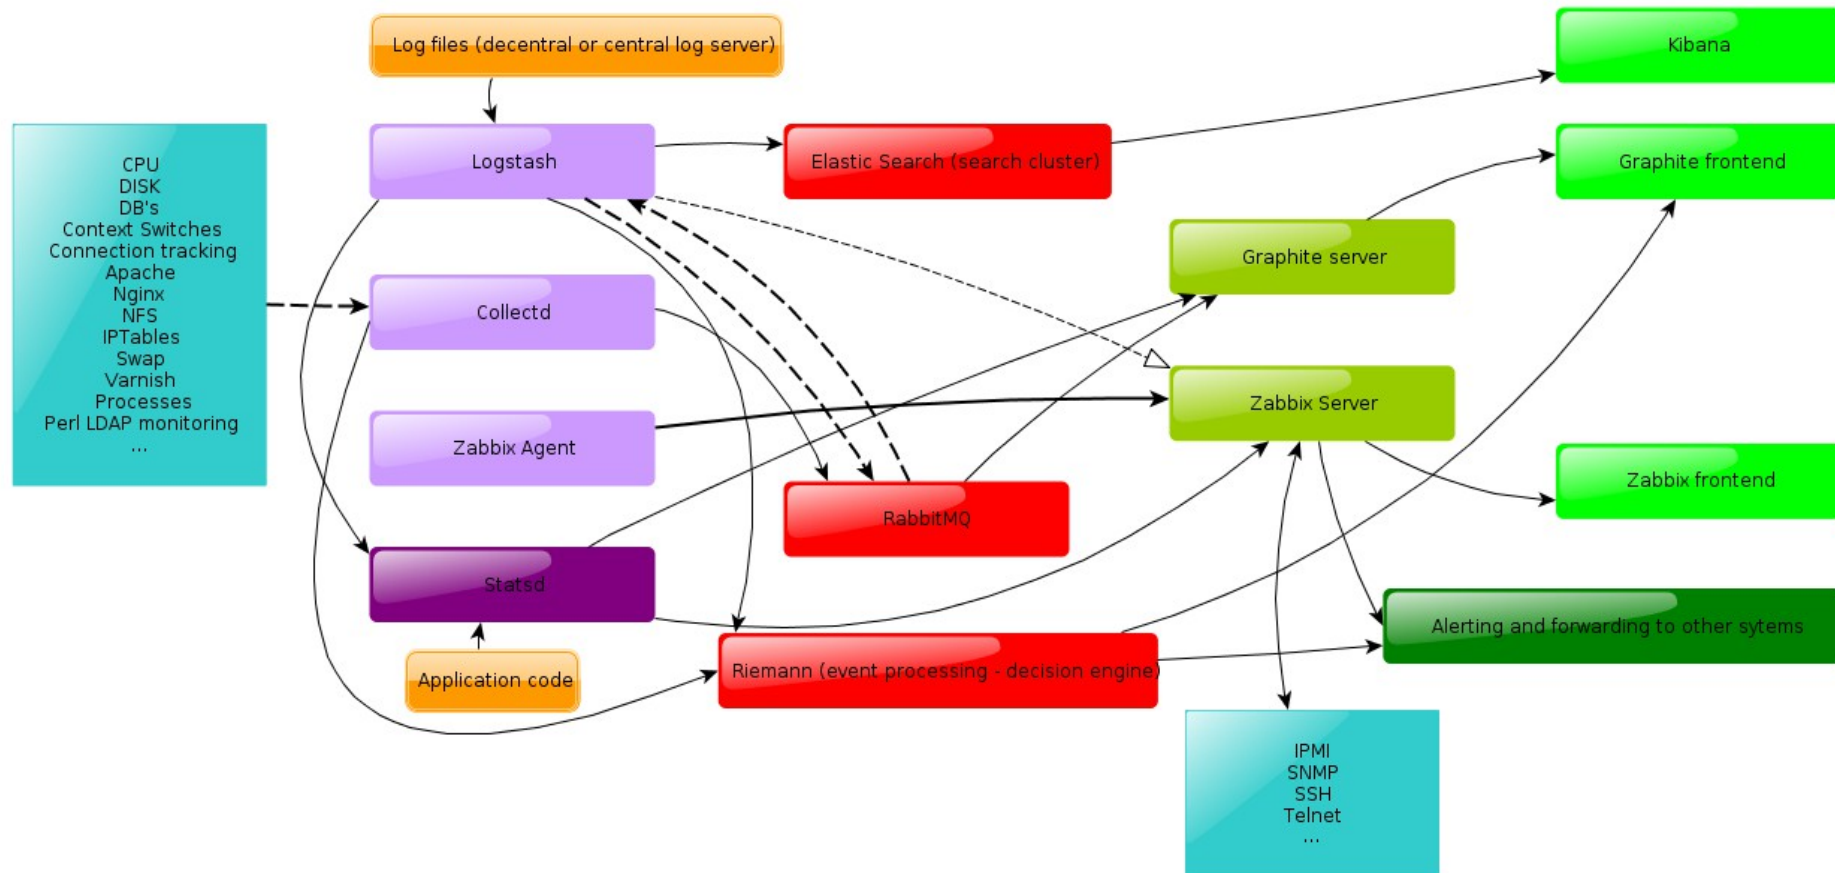 Log files (decentral or central log server)
Kibana
CPU
DISK
DB's
Context Switches
Connection tracking
Apache
Nginx
NFS
IPTables
Swap
Varnish
Processes
Perl LDAP monitoring
...
Logstash
Elastic Search (search cluster)
Graphite frontend
Graphite server
Collectd
Zabbix Server
Zabbix Agent
Zabbix frontend
RabbitMQ
Statsd
Alerting and forwarding to other sytems
Application code
Riemann (event processing - decision engine)
IPMI
SNMP
SSH
Telnet
...